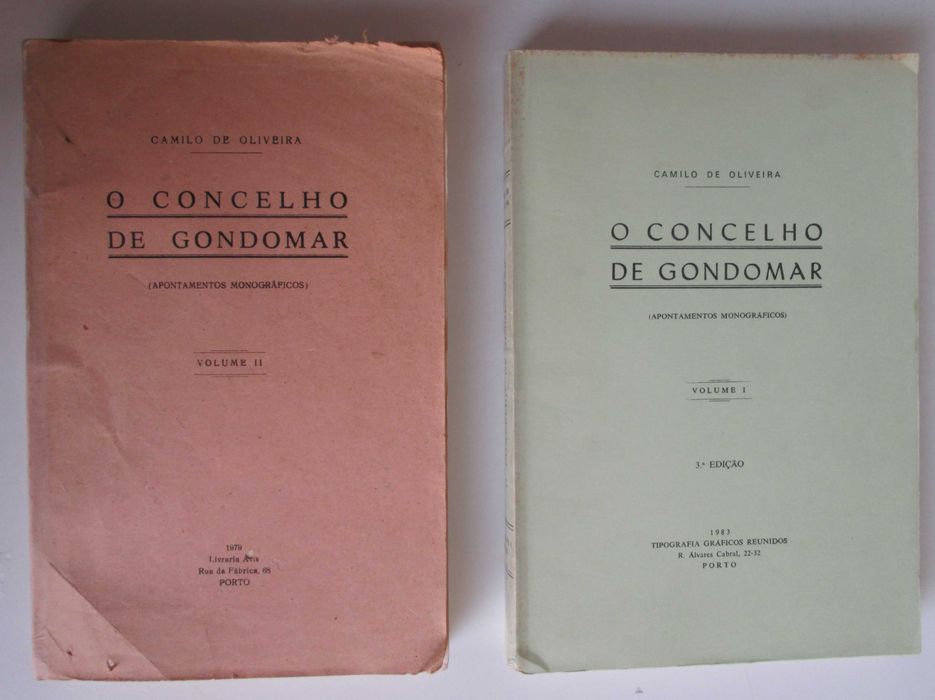 CAMILO DE OLIVEIRA
O CONCELHO
DE GONDOMAR
(APONTAMENTOS MONOGRÁFICOS)
VOLUME II
1979
Livraria Avis
Rua da Fábrica, 68
PORTO
CAMILO DE OLIVEIRA
O CONCELHO
DE GONDOMAR
(APONTAMENTOS MONOGRÁFICOS)
VOLUME I
3.ª EDIÇÃO
1983
TIPOGRAFIA GRÁFICOS REUNIDOS
R. Álvares Cabral, 22-32
PORTO